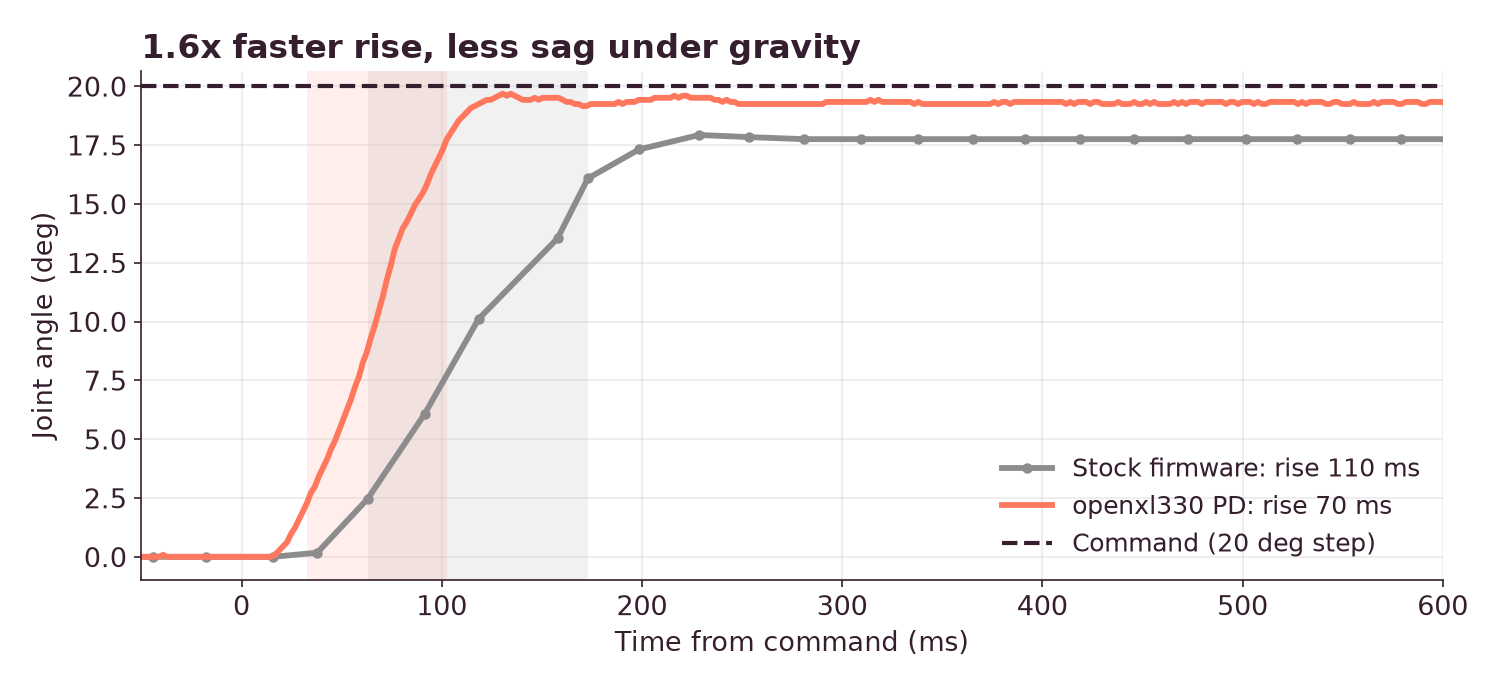 1.6x faster rise, less sag under gravity
Joint angle (deg)
20.0
17.5
15.0
12.5
10.0
7.5
5.0
2.5
0.0
Stock firmware: rise 110 ms
openxl330 PD: rise 70 ms
Command (20 deg step)
0 100 200 300 400 500 600
Time from command (ms)